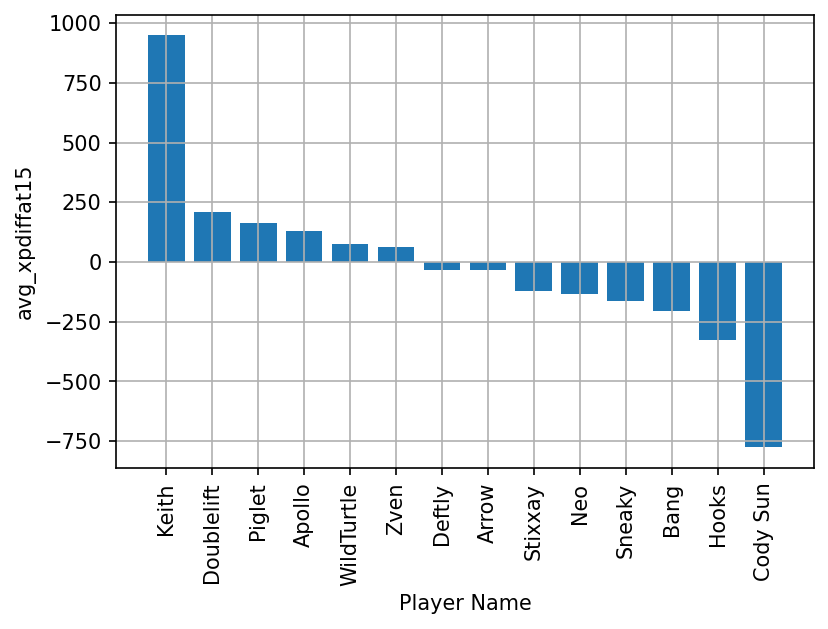 1000
750
500
250
0
−250
−500
−750
avg_xpdiffat15
Keith
Doublelift
Piglet
Apollo
WildTurtle
Zven
Deftly
Arrow
Stixxay
Neo
Sneaky
Bang
Hooks
Cody Sun
Player Name